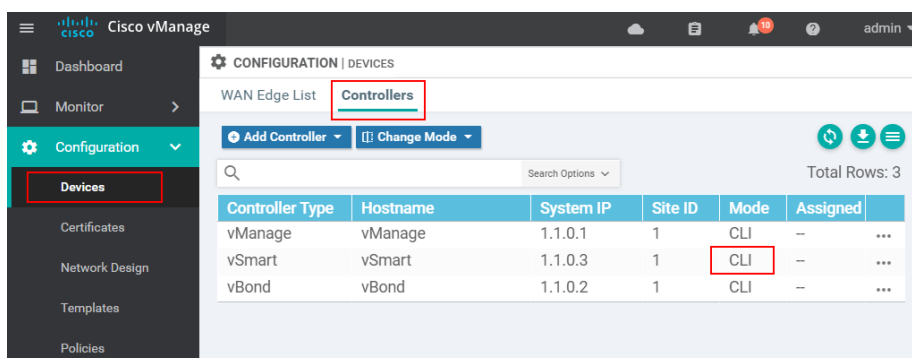 cisco Cisco vManage 10 admin
Dashboard
CONFIGURATION | DEVICES
Monitor
WAN Edge List Controllers
Configuration
Add Controller Change Mode
Devices
Search Options Total Rows: 3
Certificates
Controller Type Hostname System IP Site ID Mode Assigned
vManage vManage 1.1.0.1 1 CLI --
vSmart vSmart 1.1.0.3 1 CLI --
vBond vBond 1.1.0.2 1 CLI --
Network Design
Templates
Policies